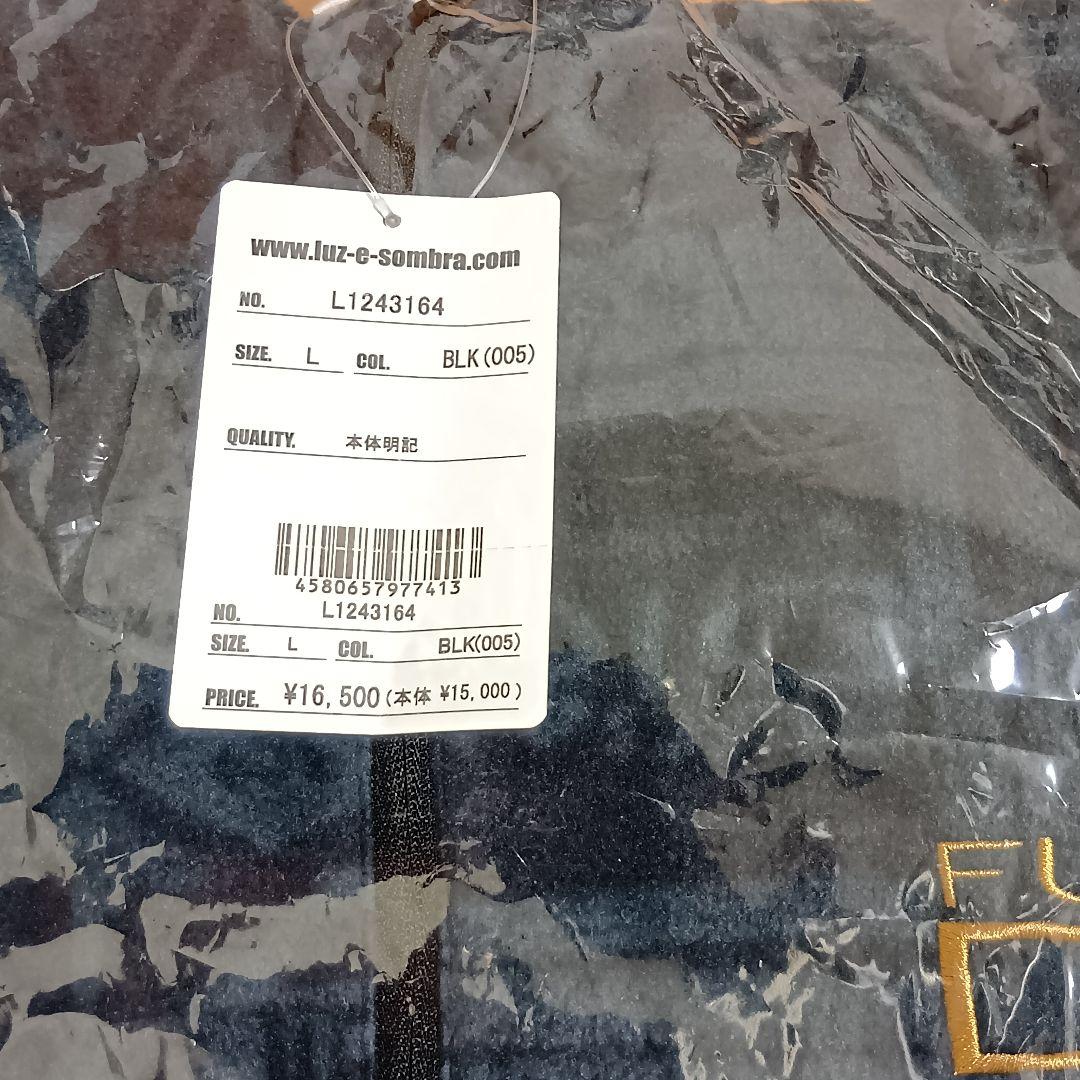 www.luz-e-sombra.com
NO. L1243164
SIZE. L COL. BLK(005)
QUALITY. 本体明記
4580657977413
NO. L1243164
SIZE. L COL. BLK(005)
PRICE. ¥16,500(本体 ¥15,000)
FU